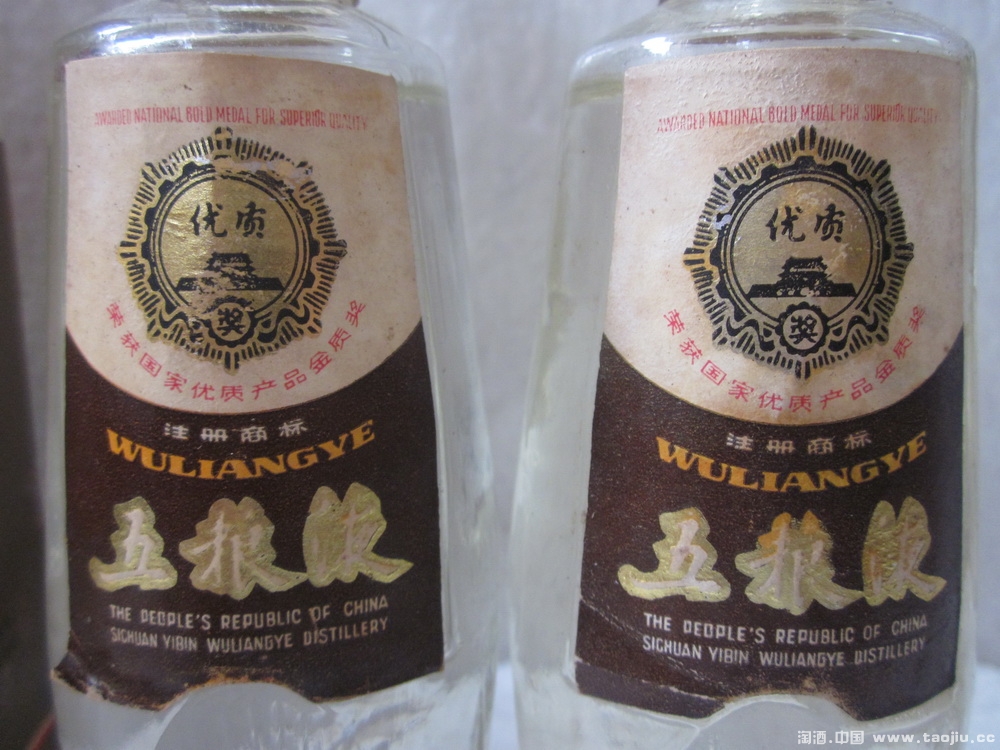 AWARDED NATIONAL GOLD MEDAL FOR SUPERIOR QUALITY
优质
奖
荣获国家优质产品金质奖
注册商标
WULIANGYE
五粮液
THE PEOPLE'S REPUBLIC OF CHINA
SICHUAN YIBIN WULIANGYE DISTILLERY
AWARDED NATIONAL GOLD MEDAL FOR SUPERIOR QUALITY
优质
奖
荣获国家优质产品金质奖
注册商标
WULIANGYE
五粮液
THE PEOPLE'S REPUBLIC OF CHINA
SICHUAN YIBIN WULIANGYE DISTILLERY
淘酒.中国 www.taojiu.cc